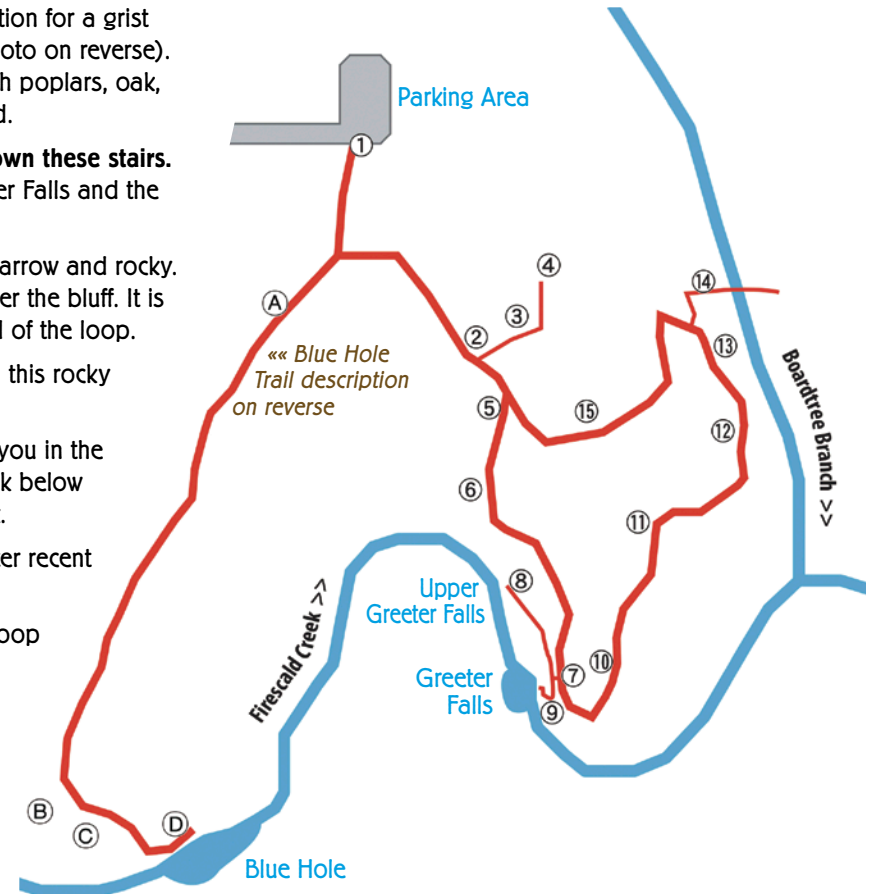 tion for a grist
oto on reverse).
h poplars, oak,
d.
own these stairs.
er Falls and the
arrow and rocky.
er the bluff. It is
d of the loop.
this rocky
you in the
k below
.
er recent
oop
Parking Area
1
A
«« Blue Hole
Trail description
on reverse
2
3
4
5
6
7
8
9
10
11
12
13
14
15
Boardtree Branch >>
Firescald Creek >>
Upper
Greeter Falls
Greeter
Falls
B
C
D
Blue Hole